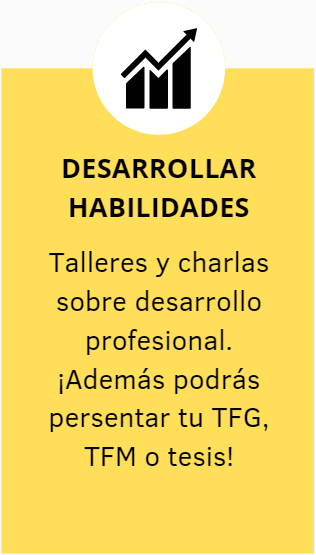 DESARROLLAR
HABILIDADES
Talleres y charlas
sobre desarrollo
profesional.
¡Además podrás
persentar tu TFG,
TFM o tesis!